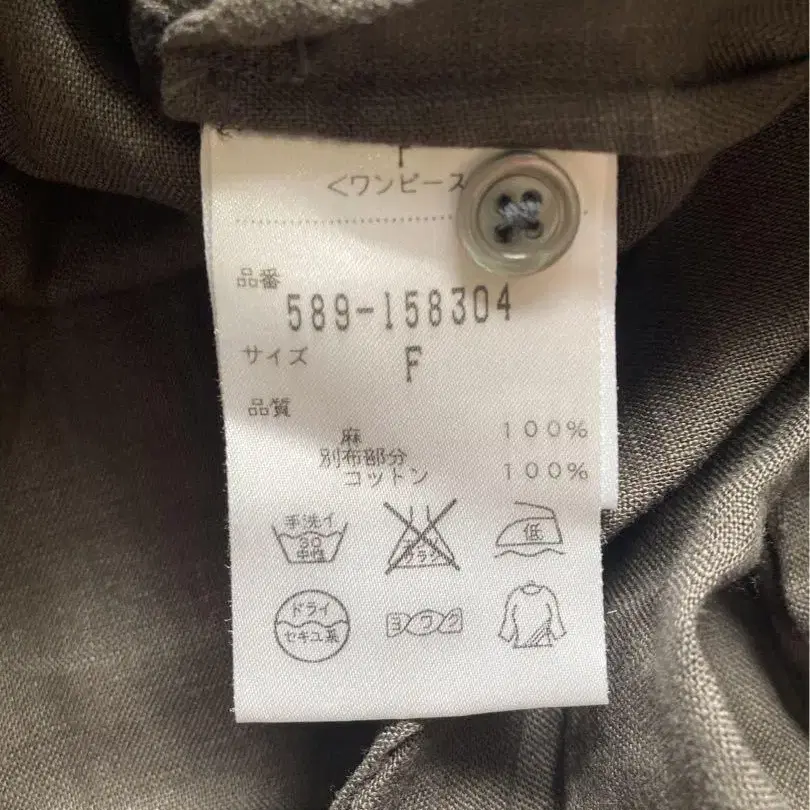 <ワンピース
品番
589-158304
サイズ F
品質
麻 100%
別布部分
コットン 100%
手洗イ
30
中性
低
ドライ
セキユ系
ヨワク